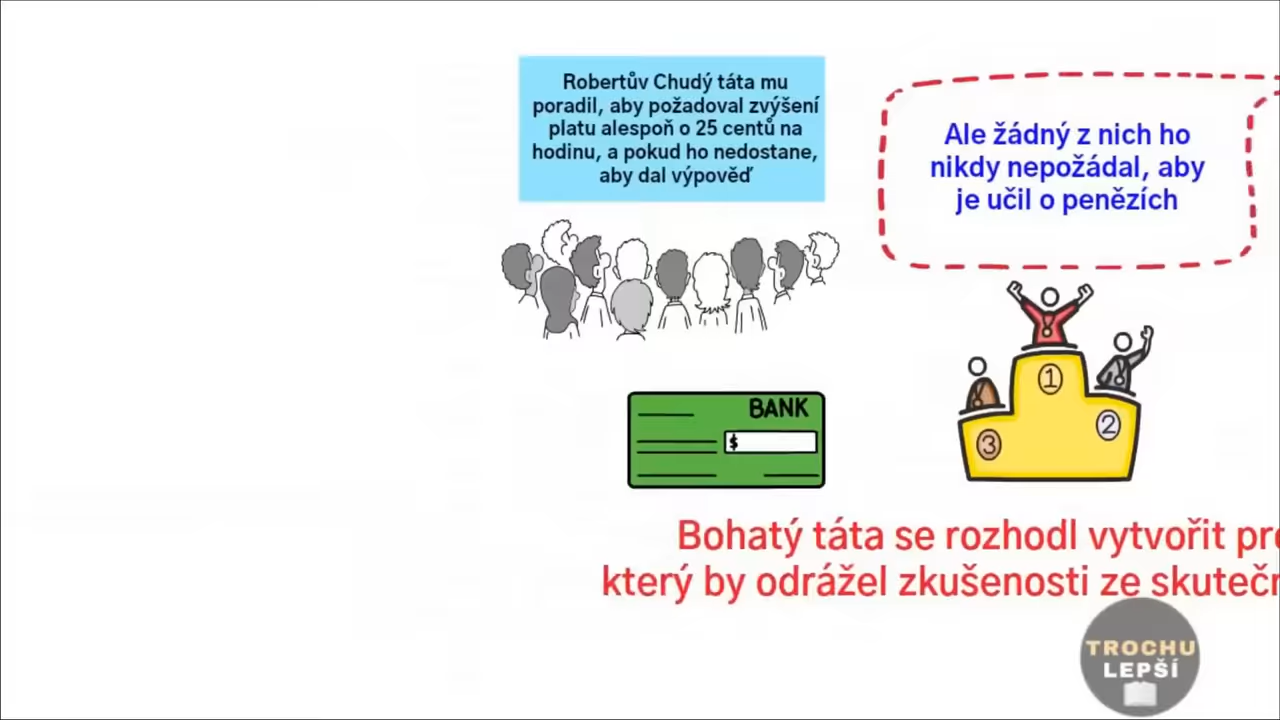 Robertův Chudý táta mu
poradil, aby požadoval zvýšení
platu alespoň o 25 centů na
hodinu, a pokud ho nedostane,
aby dal výpověď
Ale žádný z nich ho
nikdy nepožádal, aby
je učil o penězích
BANK
$
1
2
3
Bohatý táta se rozhodl vytvořit
který by odrážel zkušenosti ze
TROCHU
LEPŠÍ